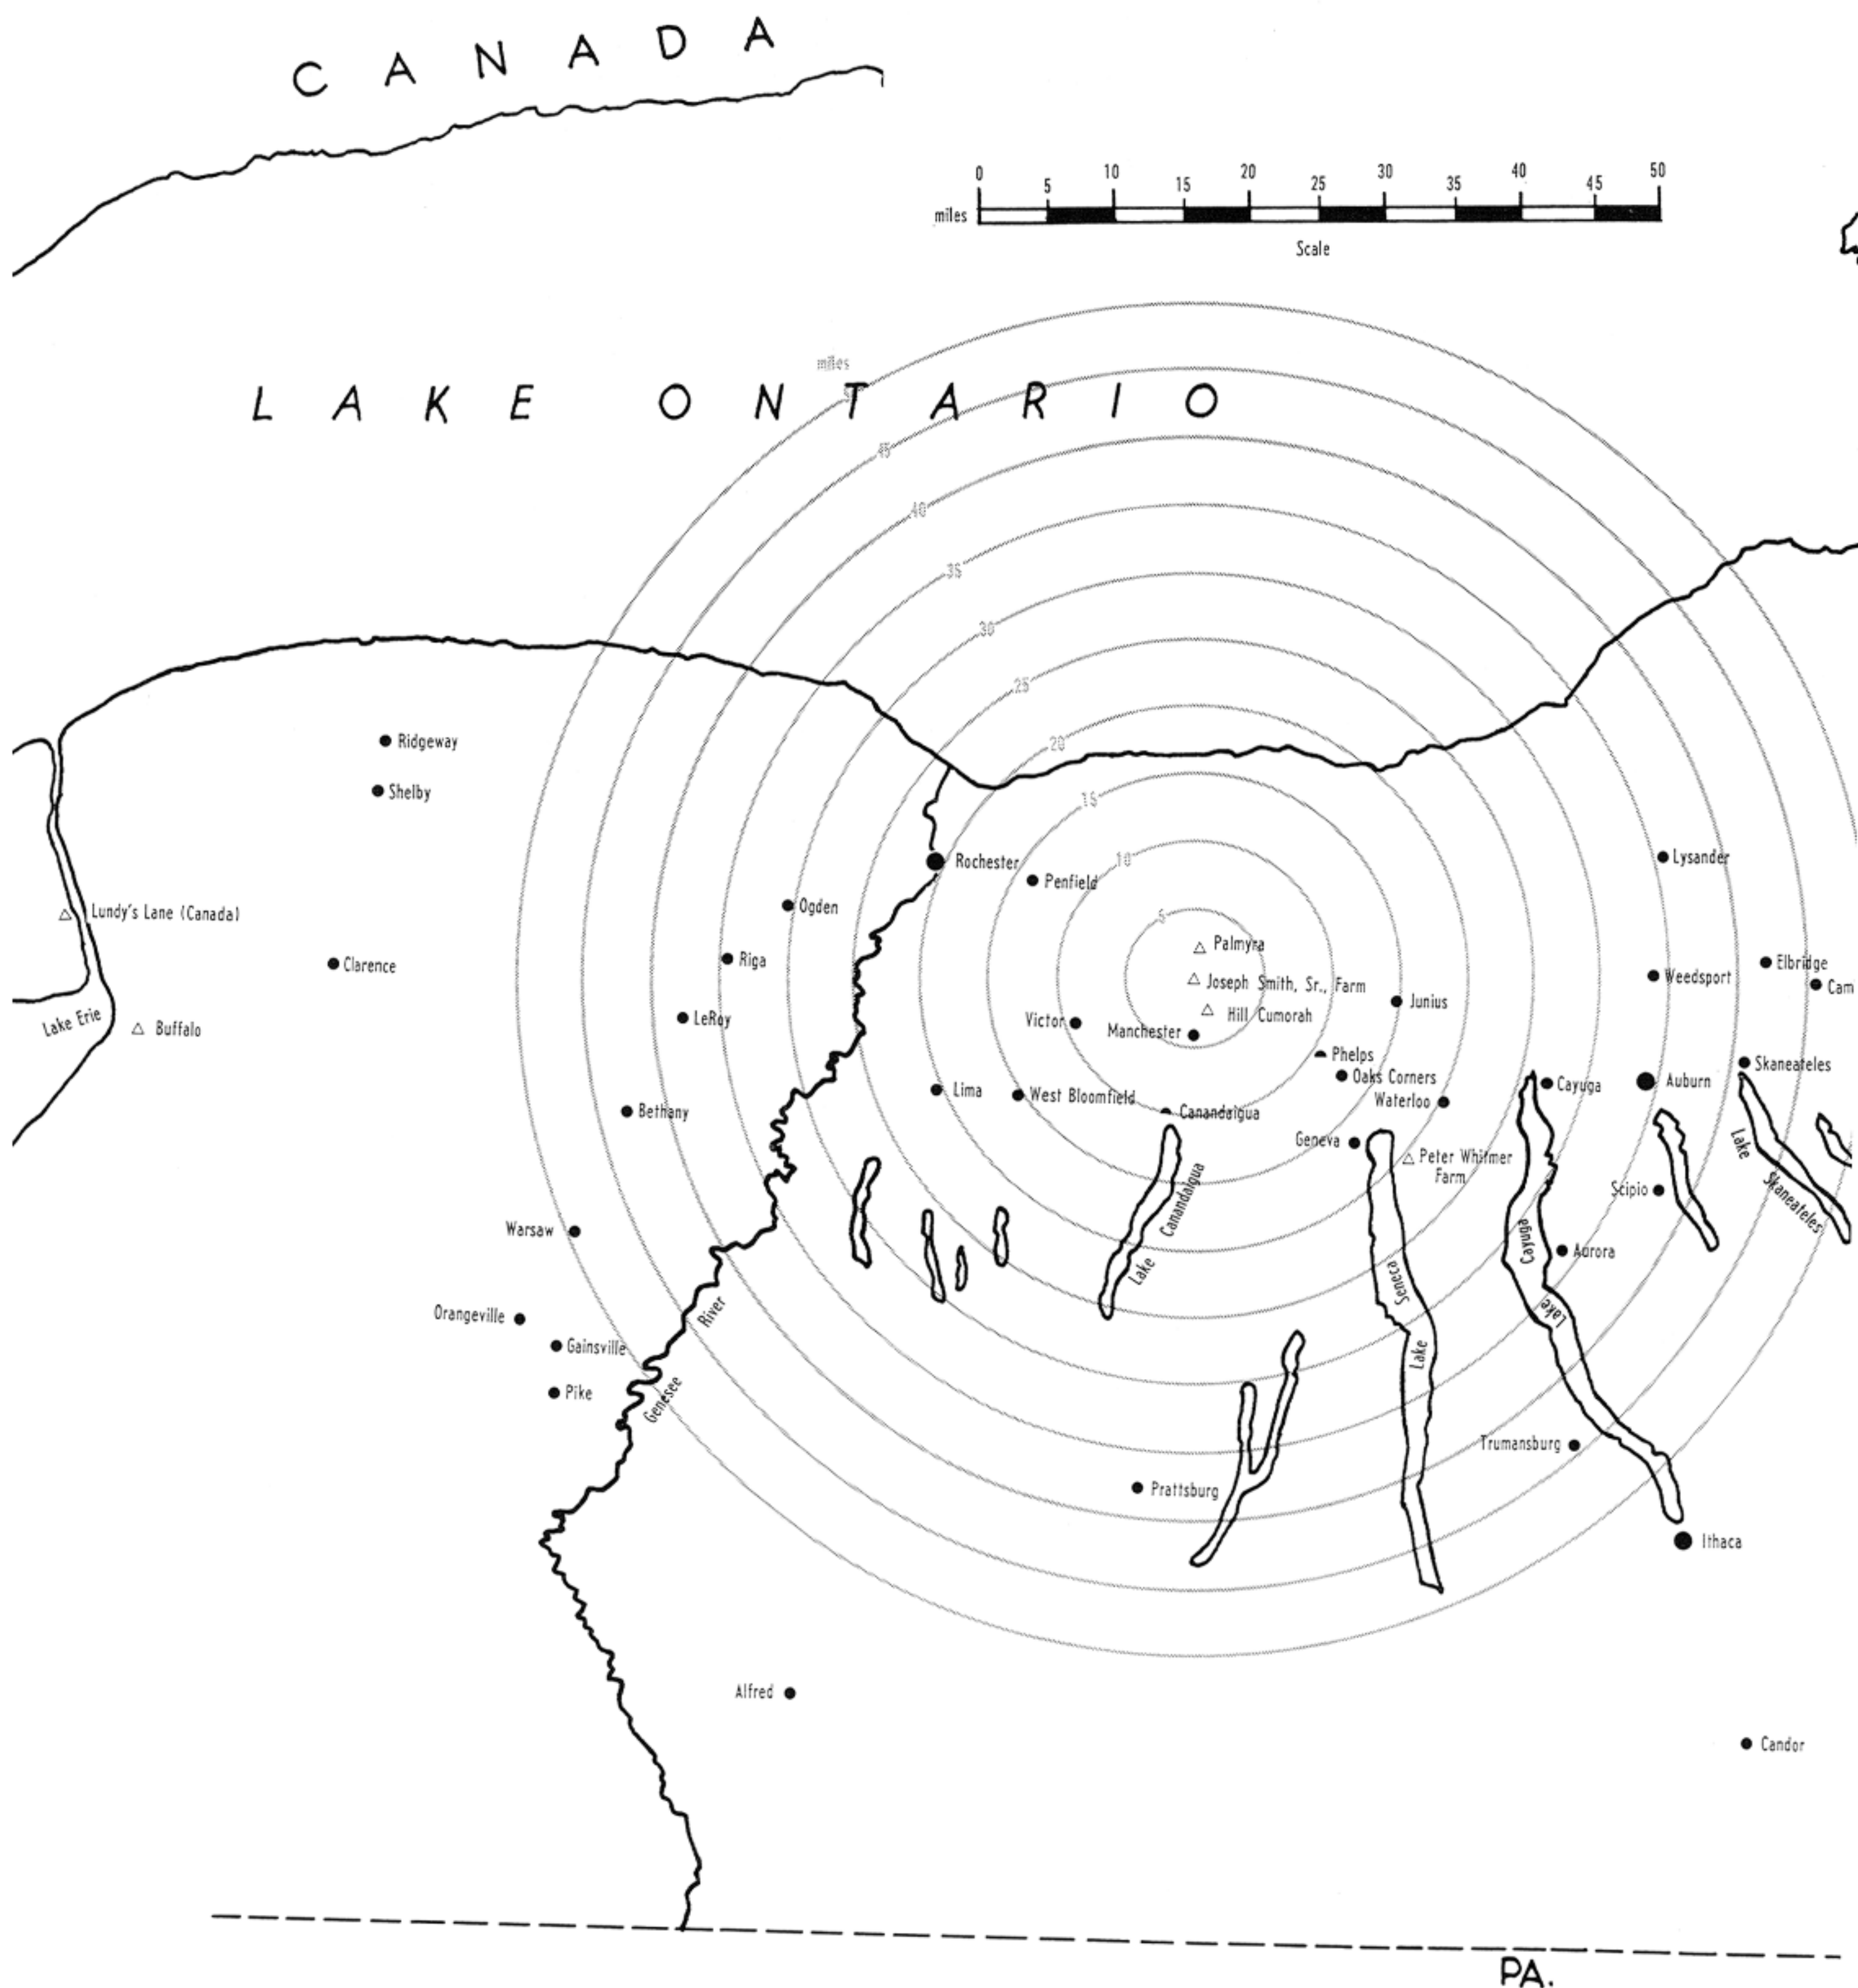 CANADA
0 5 10 15 20 25 30 35 40 45 50
miles
Scale
miles
LAKE ONTARIO
45
40
35
30
25
20
15
10
5
Ridgeway
Shelby
Lundy's Lane (Canada)
Clarence
Lake Erie
Buffalo
Rochester
Penfield
Ogden
Riga
LeRoy
Bethany
Lysander
Palmyra
Joseph Smith, Sr., Farm
Hill Cumorah
Victor
Manchester
Junius
Weedsport
Elbridge
Cam
Phelps
Oaks Corners
Waterloo
Cayuga
Auburn
Skaneateles
Lima
West Bloomfield
Canandaigua
Geneva
Peter Whitmer
Farm
Scipio
Lake Skaneateles
Warsaw
Canandaigua
Lake
Aurora
Cayuga
Lake
Seneca
Lake
Orangeville
Gainsville
Pike
River
Genesee
Trumansburg
Prattsburg
Ithaca
Alfred
Candor
PA.